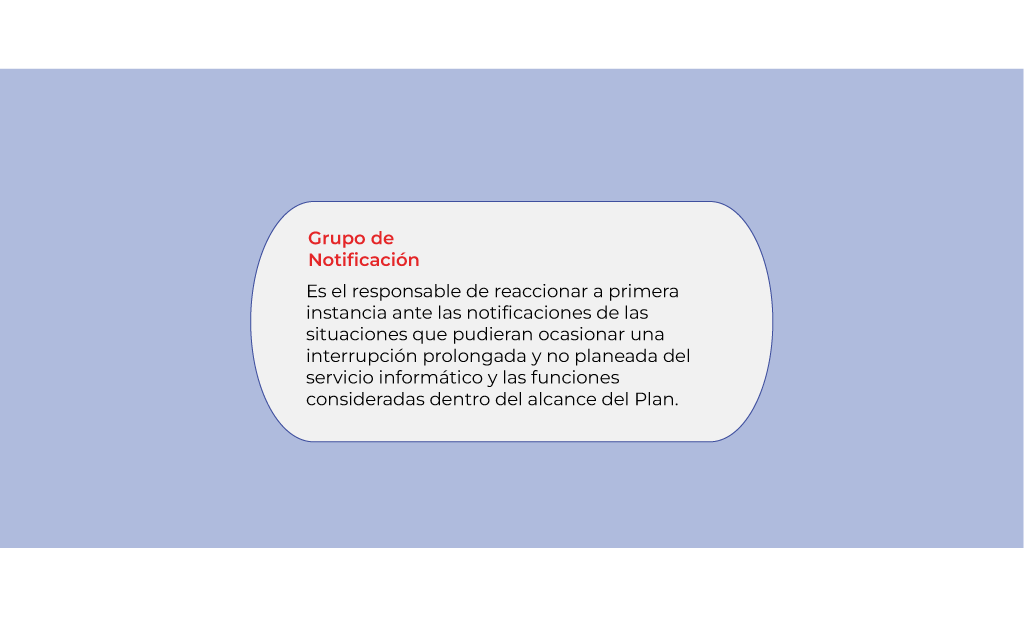 Grupo de
Notificación
Es el responsable de reaccionar a primera
instancia ante las notificaciones de las
situaciones que pudieran ocasionar una
interrupción prolongada y no planeada del
servicio informático y las funciones
consideradas dentro del alcance del Plan.